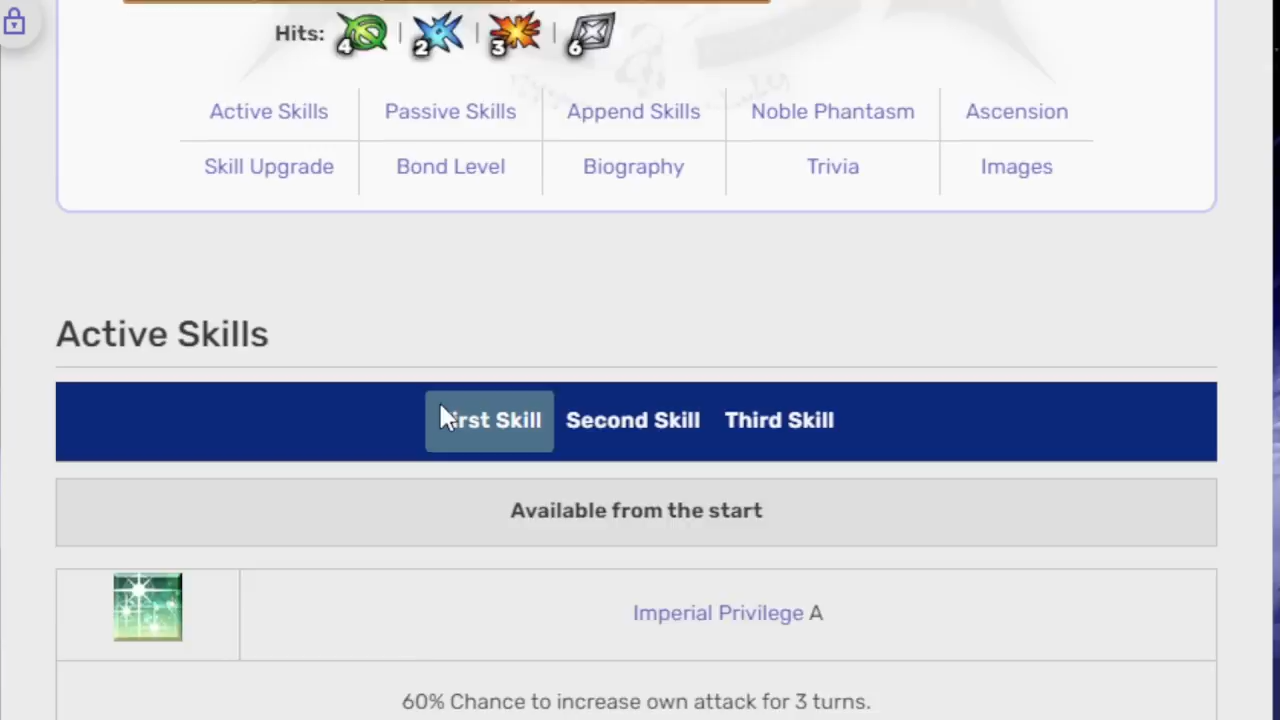 Hits: 4 | 2 | 3 | 6
Active Skills Passive Skills Append Skills Noble Phantasm Ascension
Skill Upgrade Bond Level Biography Trivia Images
Active Skills
First Skill Second Skill Third Skill
Available from the start
Imperial Privilege A
60% Chance to increase own attack for 3 turns.